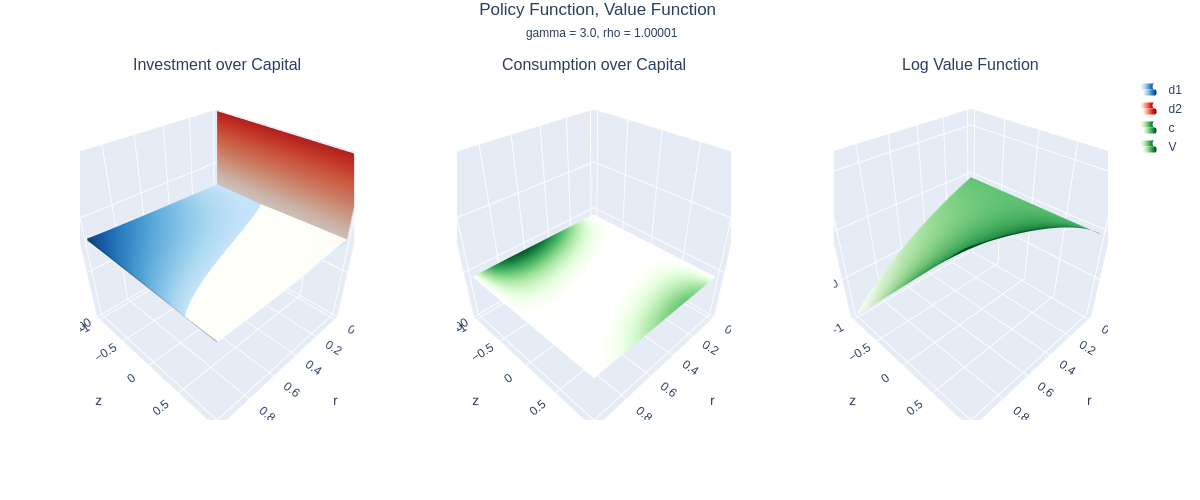 Policy Function, Value Function
gamma = 3.0, rho = 1.00001
Investment over Capital
Consumption over Capital
Log Value Function
d1
d2
c
V
−0.5
0
0.5
z
0
0.2
0.4
0.6
0.8
r
−0.5
0
0.5
z
0
0.2
0.4
0.6
0.8
r
0
−1
−0.5
0
0.5
z
0
0.2
0.4
0.6
0.8
r